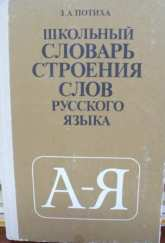 З.А.ПОТИХА
ШКОЛЬНЫЙ
СЛОВАРЬ
СТРОЕНИЯ
СЛОВ
РУССКОГО
ЯЗЫКА
А-Я